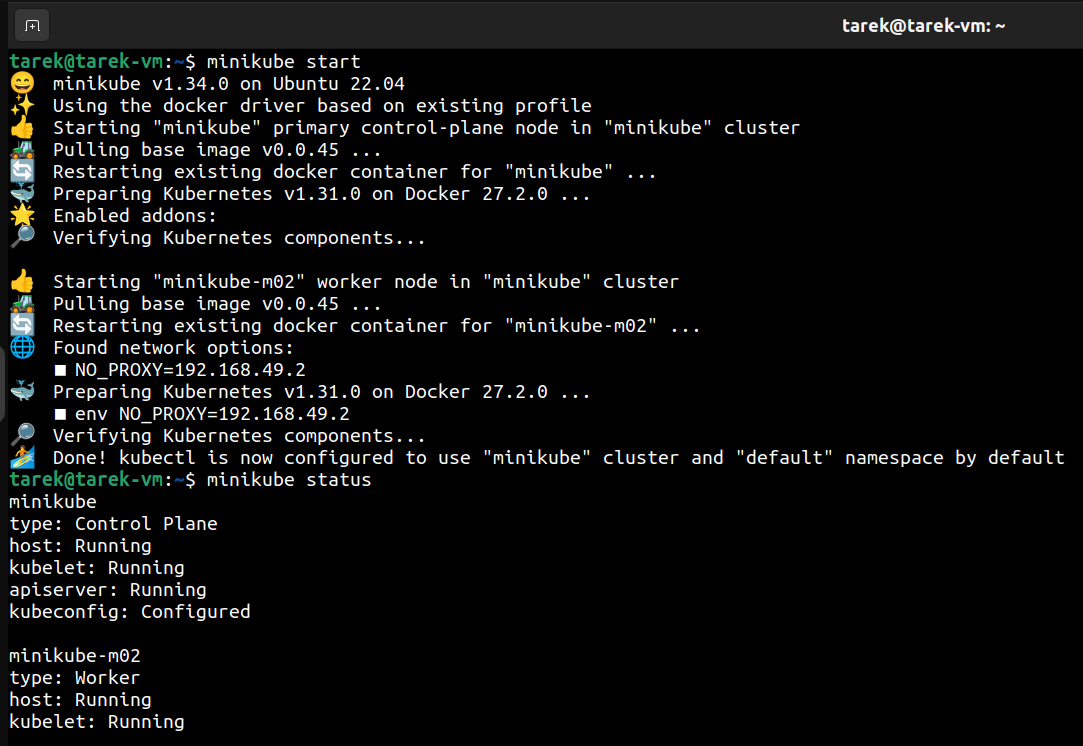 tarek@tarek-vm: ~
tarek@tarek-vm:~$ minikube start
😄  minikube v1.34.0 on Ubuntu 22.04
✨  Using the docker driver based on existing profile
👍  Starting "minikube" primary control-plane node in "minikube" cluster
🚜  Pulling base image v0.0.45 ...
🔄  Restarting existing docker container for "minikube" ...
🐳  Preparing Kubernetes v1.31.0 on Docker 27.2.0 ...
🌟  Enabled addons:
🔎  Verifying Kubernetes components...

👍  Starting "minikube-m02" worker node in "minikube" cluster
🚜  Pulling base image v0.0.45 ...
🔄  Restarting existing docker container for "minikube-m02" ...
🌐  Found network options:
    ■ NO_PROXY=192.168.49.2
🐳  Preparing Kubernetes v1.31.0 on Docker 27.2.0 ...
    ■ env NO_PROXY=192.168.49.2
🔎  Verifying Kubernetes components...
🏄  Done! kubectl is now configured to use "minikube" cluster and "default" namespace by default
tarek@tarek-vm:~$ minikube status
minikube
type: Control Plane
host: Running
kubelet: Running
apiserver: Running
kubeconfig: Configured

minikube-m02
type: Worker
host: Running
kubelet: Running